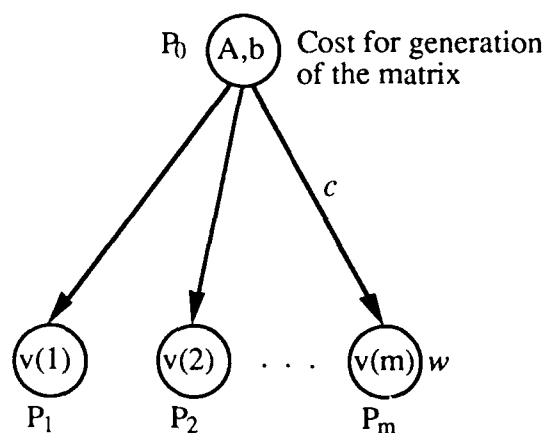 P0 A,b Cost for generation
of the matrix
c
v(1) v(2) . . . v(m) w
P1 P2 Pm